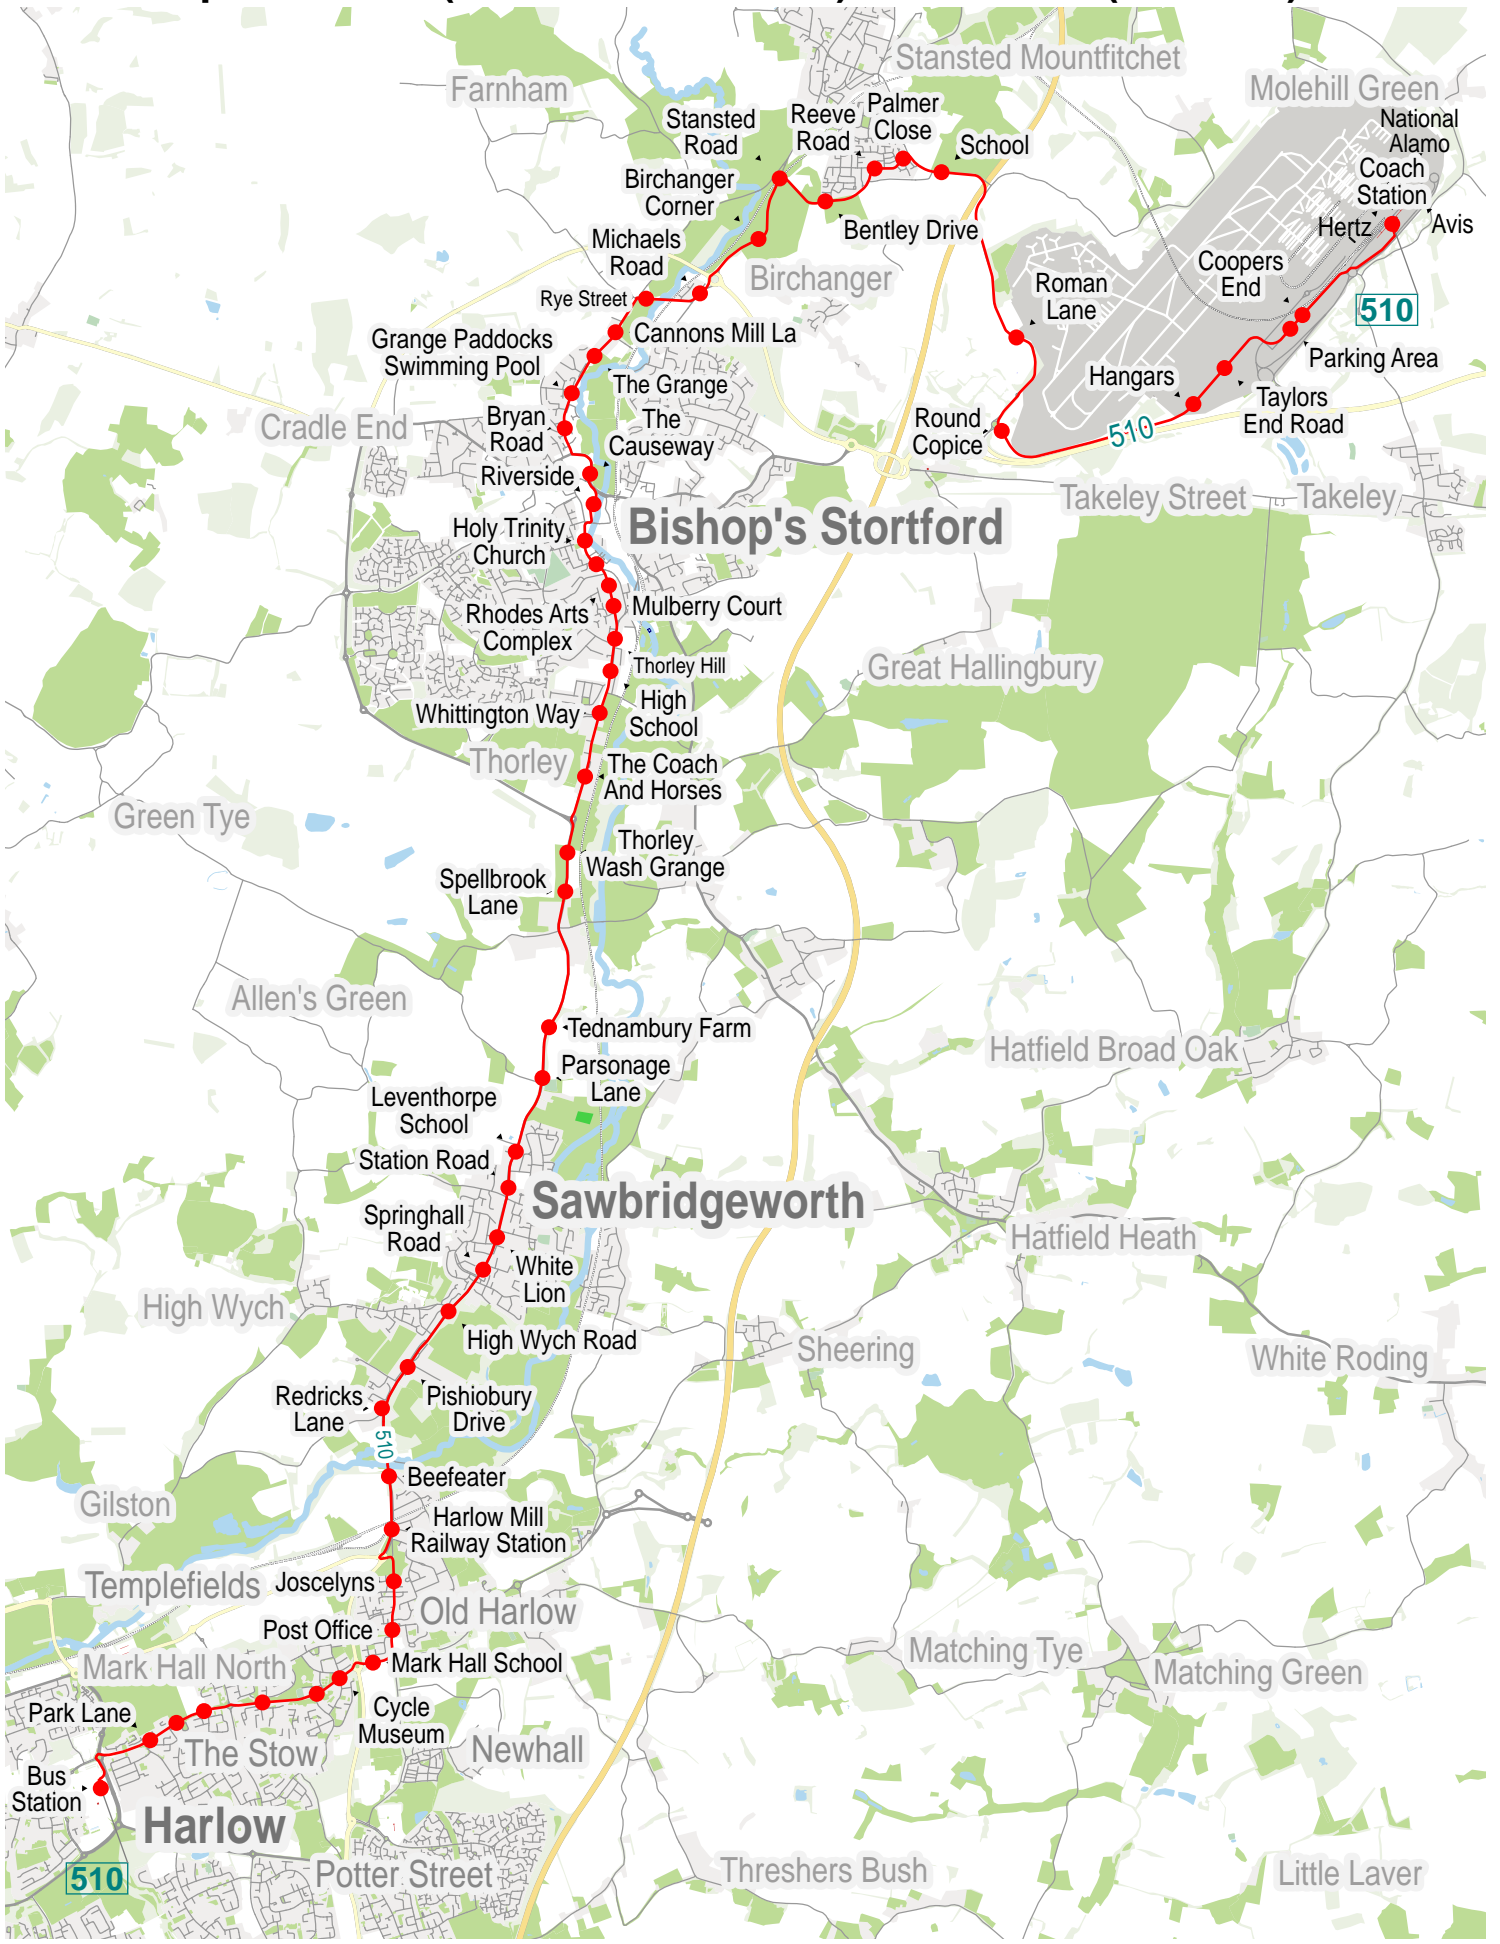 Stansted Mountfitchet
Farnham
Molehill Green
National
Alamo
Coach
Station
Hertz
Avis
Stansted
Road
Reeve
Road
Palmer
Close
School
Birchanger
Corner
Bentley Drive
Michaels
Road
Birchanger
Coopers
End
Roman
Lane
510
Rye Street
Cannons Mill La
Grange Paddocks
Swimming Pool
Parking Area
The Grange
Hangars
Taylors
End Road
Cradle End
Bryan
Road
The
Causeway
Round
Copice
510
Riverside
Takeley Street
Takeley
Holy Trinity
Church
Bishop's Stortford
Rhodes Arts
Complex
Mulberry Court
Thorley Hill
Great Hallingbury
Whittington Way
High
School
Thorley
The Coach
And Horses
Green Tye
Thorley
Wash Grange
Spellbrook
Lane
Allen's Green
Tednambury Farm
Hatfield Broad Oak
Parsonage
Lane
Leventhorpe
School
Station Road
Sawbridgeworth
Springhall
Road
Hatfield Heath
White
Lion
High Wych
High Wych Road
Sheering
White Roding
Redricks
Lane
Pishiobury
Drive
510
Beefeater
Gilston
Harlow Mill
Railway Station
Templefields
Joscelyns
Old Harlow
Post Office
Mark Hall North
Mark Hall School
Matching Tye
Matching Green
Park Lane
Cycle
Museum
The Stow
Newhall
Bus
Station
Harlow
510
Potter Street
Threshers Bush
Little Laver